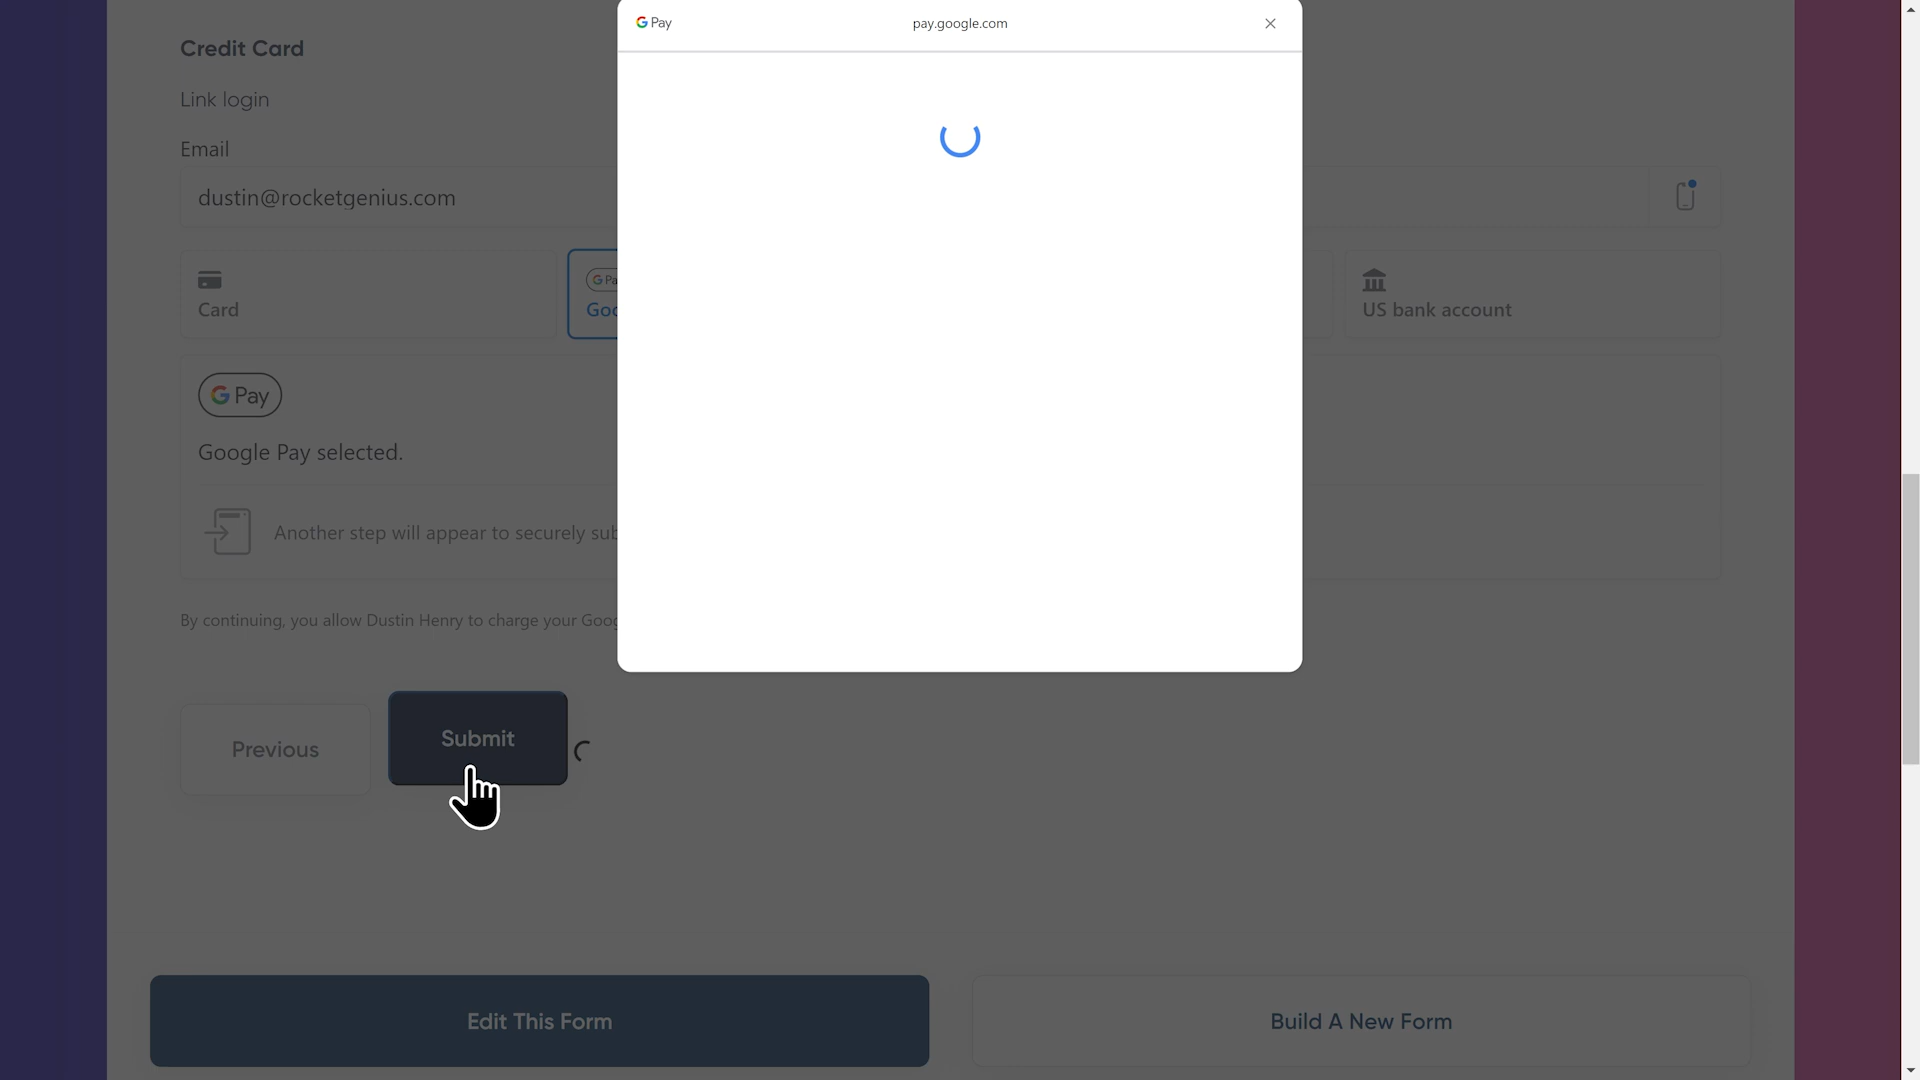 G Pay
pay.google.com
Credit Card
Link login
Email
dustin@rocketgenius.com
Card
G Pa
Goo
US bank account
G Pay
Google Pay selected.
Another step will appear to securely sub
By continuing, you allow Dustin Henry to charge your Goog
Previous
Submit
Edit This Form
Build A New Form